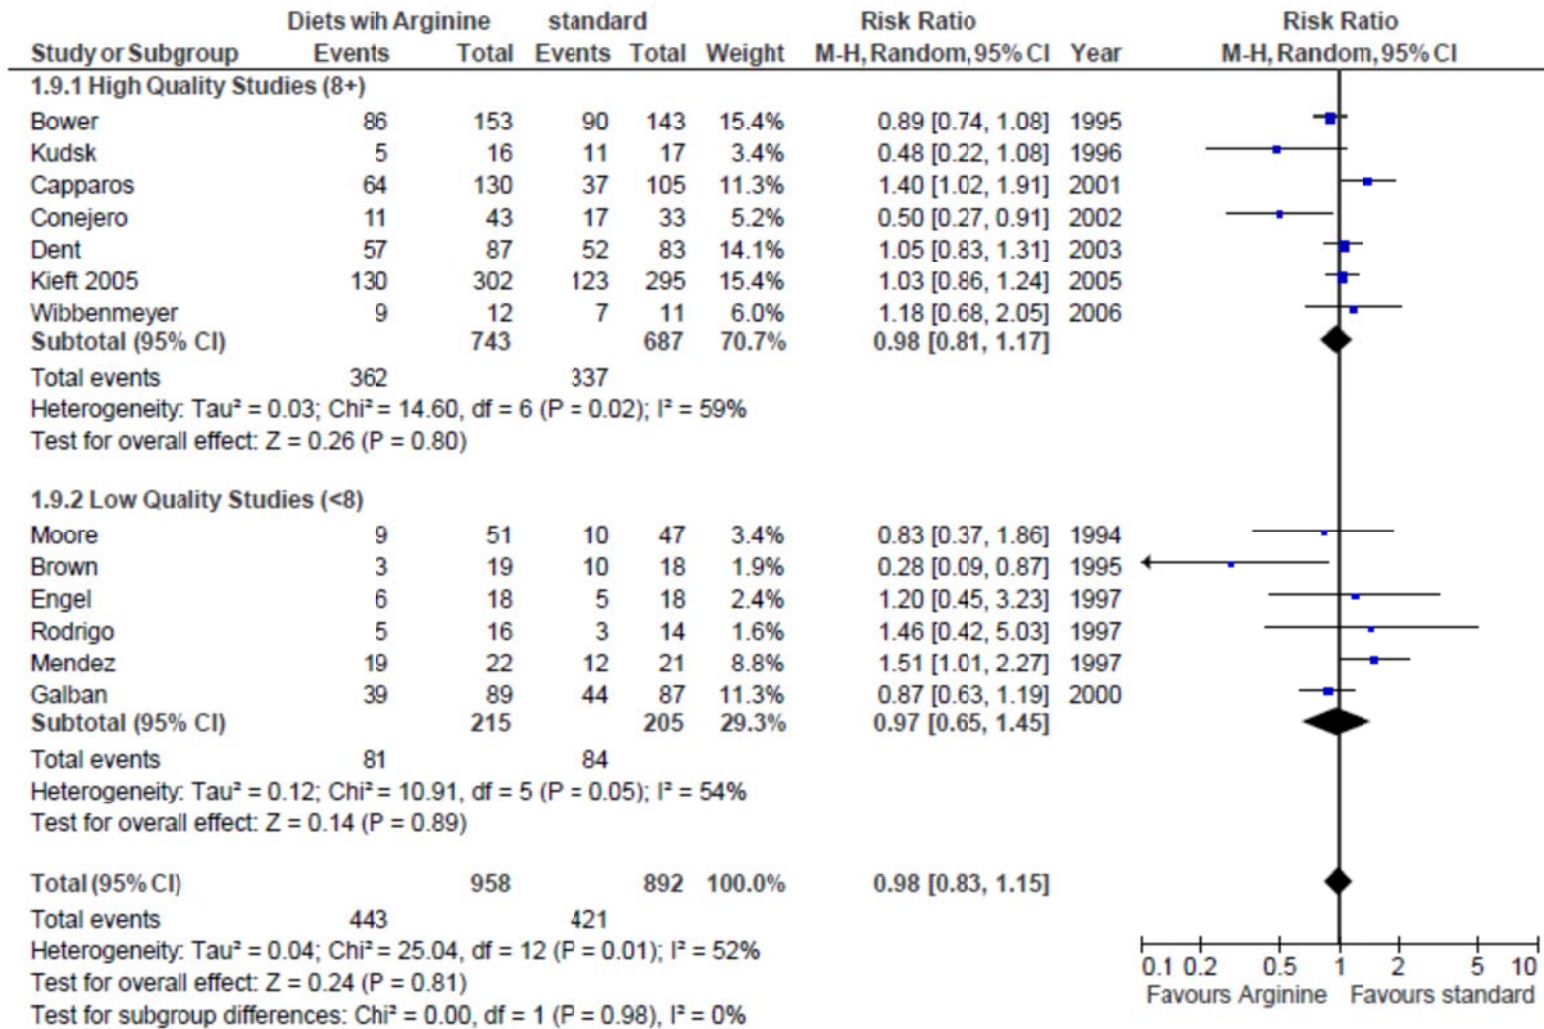 Diets wih Arginine standard Risk Ratio Risk Ratio
Study or Subgroup Events Total Events Total Weight M-H, Random, 95% CI Year M-H, Random, 95% CI
1.9.1 High Quality Studies (8+)
Bower 86 153 90 143 15.4% 0.89 [0.74, 1.08] 1995
Kudsk 5 16 11 17 3.4% 0.48 [0.22, 1.08] 1996
Capparos 64 130 37 105 11.3% 1.40 [1.02, 1.91] 2001
Conejero 11 43 17 33 5.2% 0.50 [0.27, 0.91] 2002
Dent 57 87 52 83 14.1% 1.05 [0.83, 1.31] 2003
Kieft 2005 130 302 123 295 15.4% 1.03 [0.86, 1.24] 2005
Wibbenmeyer 9 12 7 11 6.0% 1.18 [0.68, 2.05] 2006
Subtotal (95% CI) 743 687 70.7% 0.98 [0.81, 1.17]
Total events 362 337
Heterogeneity: Tau² = 0.03; Chi² = 14.60, df = 6 (P = 0.02); I² = 59%
Test for overall effect: Z = 0.26 (P = 0.80)
1.9.2 Low Quality Studies (<8)
Moore 9 51 10 47 3.4% 0.83 [0.37, 1.86] 1994
Brown 3 19 10 18 1.9% 0.28 [0.09, 0.87] 1995
Engel 6 18 5 18 2.4% 1.20 [0.45, 3.23] 1997
Rodrigo 5 16 3 14 1.6% 1.46 [0.42, 5.03] 1997
Mendez 19 22 12 21 8.8% 1.51 [1.01, 2.27] 1997
Galban 39 89 44 87 11.3% 0.87 [0.63, 1.19] 2000
Subtotal (95% CI) 215 205 29.3% 0.97 [0.65, 1.45]
Total events 81 84
Heterogeneity: Tau² = 0.12; Chi² = 10.91, df = 5 (P = 0.05); I² = 54%
Test for overall effect: Z = 0.14 (P = 0.89)
Total (95% CI) 958 892 100.0% 0.98 [0.83, 1.15]
Total events 443 421
Heterogeneity: Tau² = 0.04; Chi² = 25.04, df = 12 (P = 0.01); I² = 52%
Test for overall effect: Z = 0.24 (P = 0.81)
Test for subgroup differences: Chi² = 0.00, df = 1 (P = 0.98), I² = 0%
0.1 0.2 0.5 1 2 5 10
Favours Arginine Favours standard